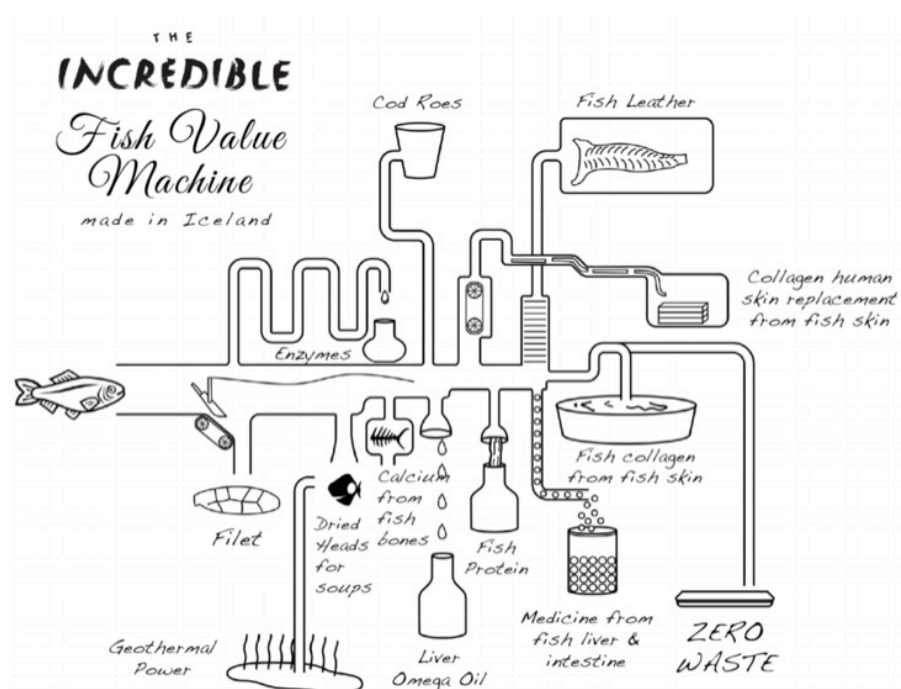 THE
INCREDIBLE
Fish Value
Machine
made in Iceland
Cod Roes
Fish Leather
Collagen human
skin replacement
from fish skin
Enzymes
Fish collagen
from fish skin
Filet
Dried
Heads
for
soups
Calcium
from
fish
bones
Fish
Protein
Liver
Omega Oil
Medicine from
fish liver &
intestine
ZERO
WASTE
Geothermal
Power